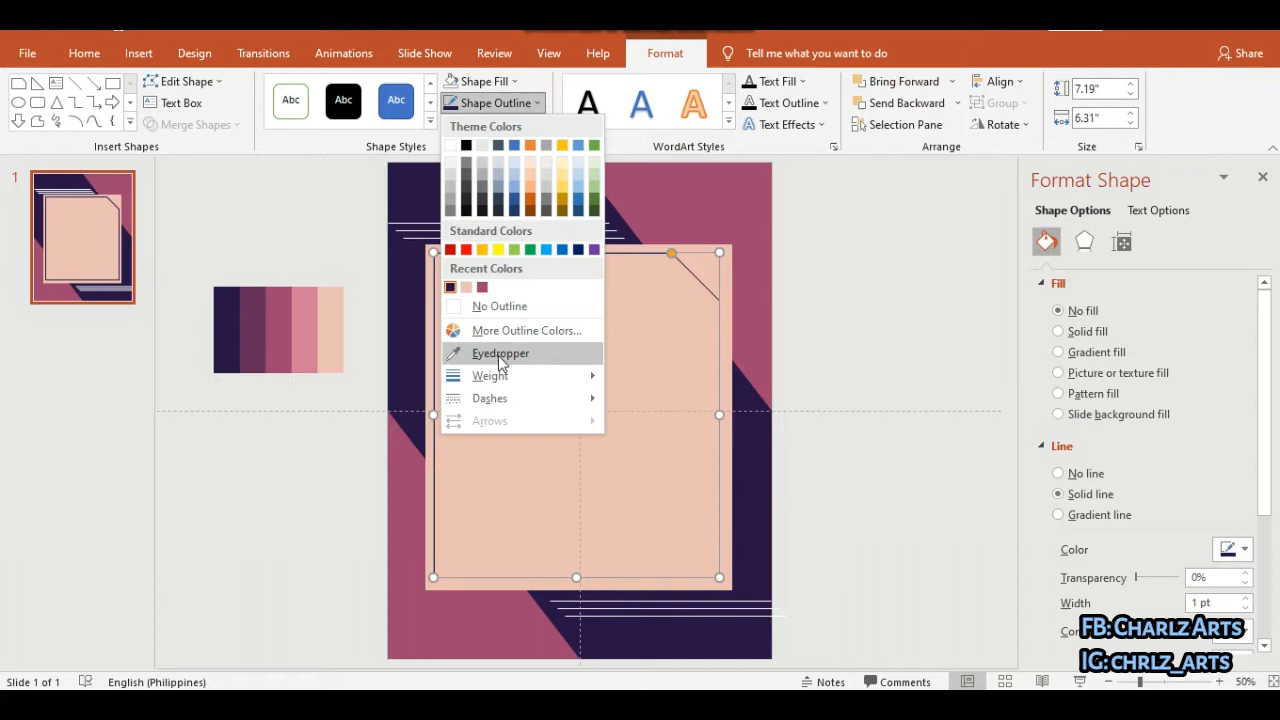 File Home Insert Design Transitions Animations Slide Show Review View Help Format Tell me what you want to do Share
Edit Shape Text Box Merge Shapes
Insert Shapes
Abc Abc Abc
Shape Styles
Shape Fill
Shape Outline
A A A
WordArt Styles
Text Fill
Text Outline
Text Effects
Bring Forward
Send Backward
Selection Pane
Align
Group
Rotate
Arrange
7.19"
6.31"
Size
1
Theme Colors
Standard Colors
Recent Colors
No Outline
More Outline Colors...
Eyedropper
Weight
Dashes
Arrows
Format Shape
Shape Options Text Options
Fill
No fill
Solid fill
Gradient fill
Picture or texture fill
Pattern fill
Slide background fill
Line
No line
Solid line
Gradient line
Color
Transparency 0%
Width 1 pt
FB: Charlz Arts
IG: chrlz_arts
Slide 1 of 1 English (Philippines) Notes Comments 50%